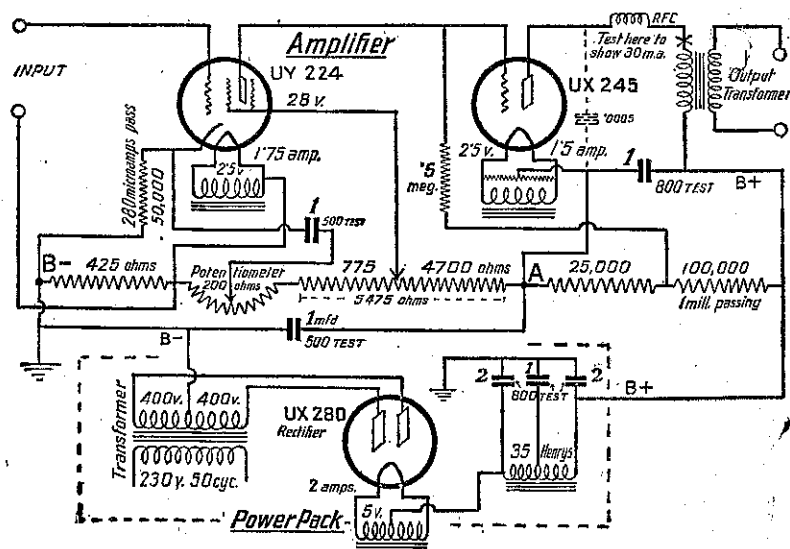 Amplifier
RFC
Test here to
show 30 m.a.
INPUT
UY 224
UX 245
Output
Transformer
28 v.
·0005
280 micramps pass
50,000
2·5v.
1·75 amp.
·5
meg.
2·5v.
1·5 amp.
1
800 TEST
B+
1
500 TEST
B-
425 ohms
Potentiometer
200 ohms
775
4700 ohms
5475 ohms
A
25,000
100,000
1 mill. passing
1 mfd
500 TEST
B-
Transformer
400v. 400v.
230 v. 50 cyc.
UX 280
Rectifier
2 amps.
5v.
2 1 2
800 TEST
B+
35 Henrys
Power Pack